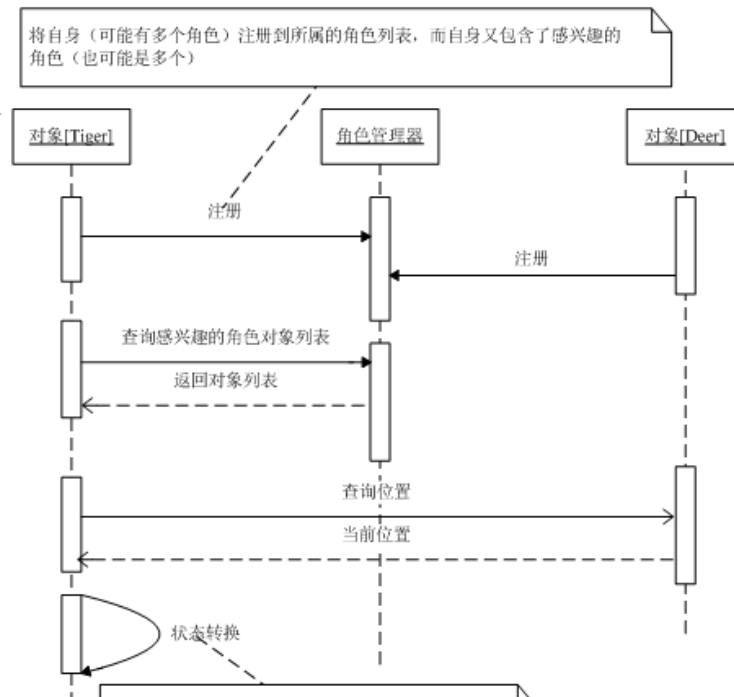 将自身（可能有多个角色）注册到所属的角色列表，而自身又包含了感兴趣的
角色（也可能是多个）
对象[Tiger]
角色管理器
对象[Deer]
注册
注册
查询感兴趣的角色对象列表
返回对象列表
查询位置
当前位置
状态转换